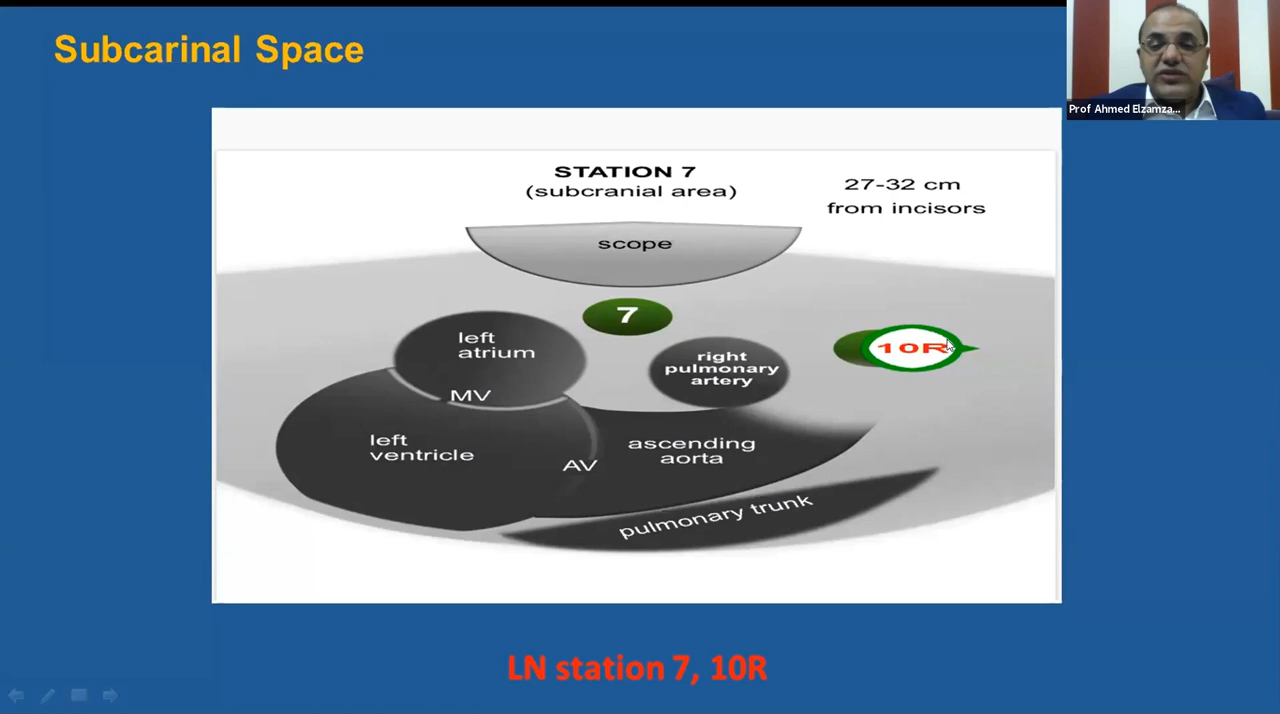 Subcarinal Space
Prof Ahmed Elzamza...
STATION 7
(subcranial area)
27-32 cm
from incisors
scope
7
left
atrium
right
pulmonary
artery
10R
MV
left
ventricle
AV
ascending
aorta
pulmonary trunk
LN station 7, 10R